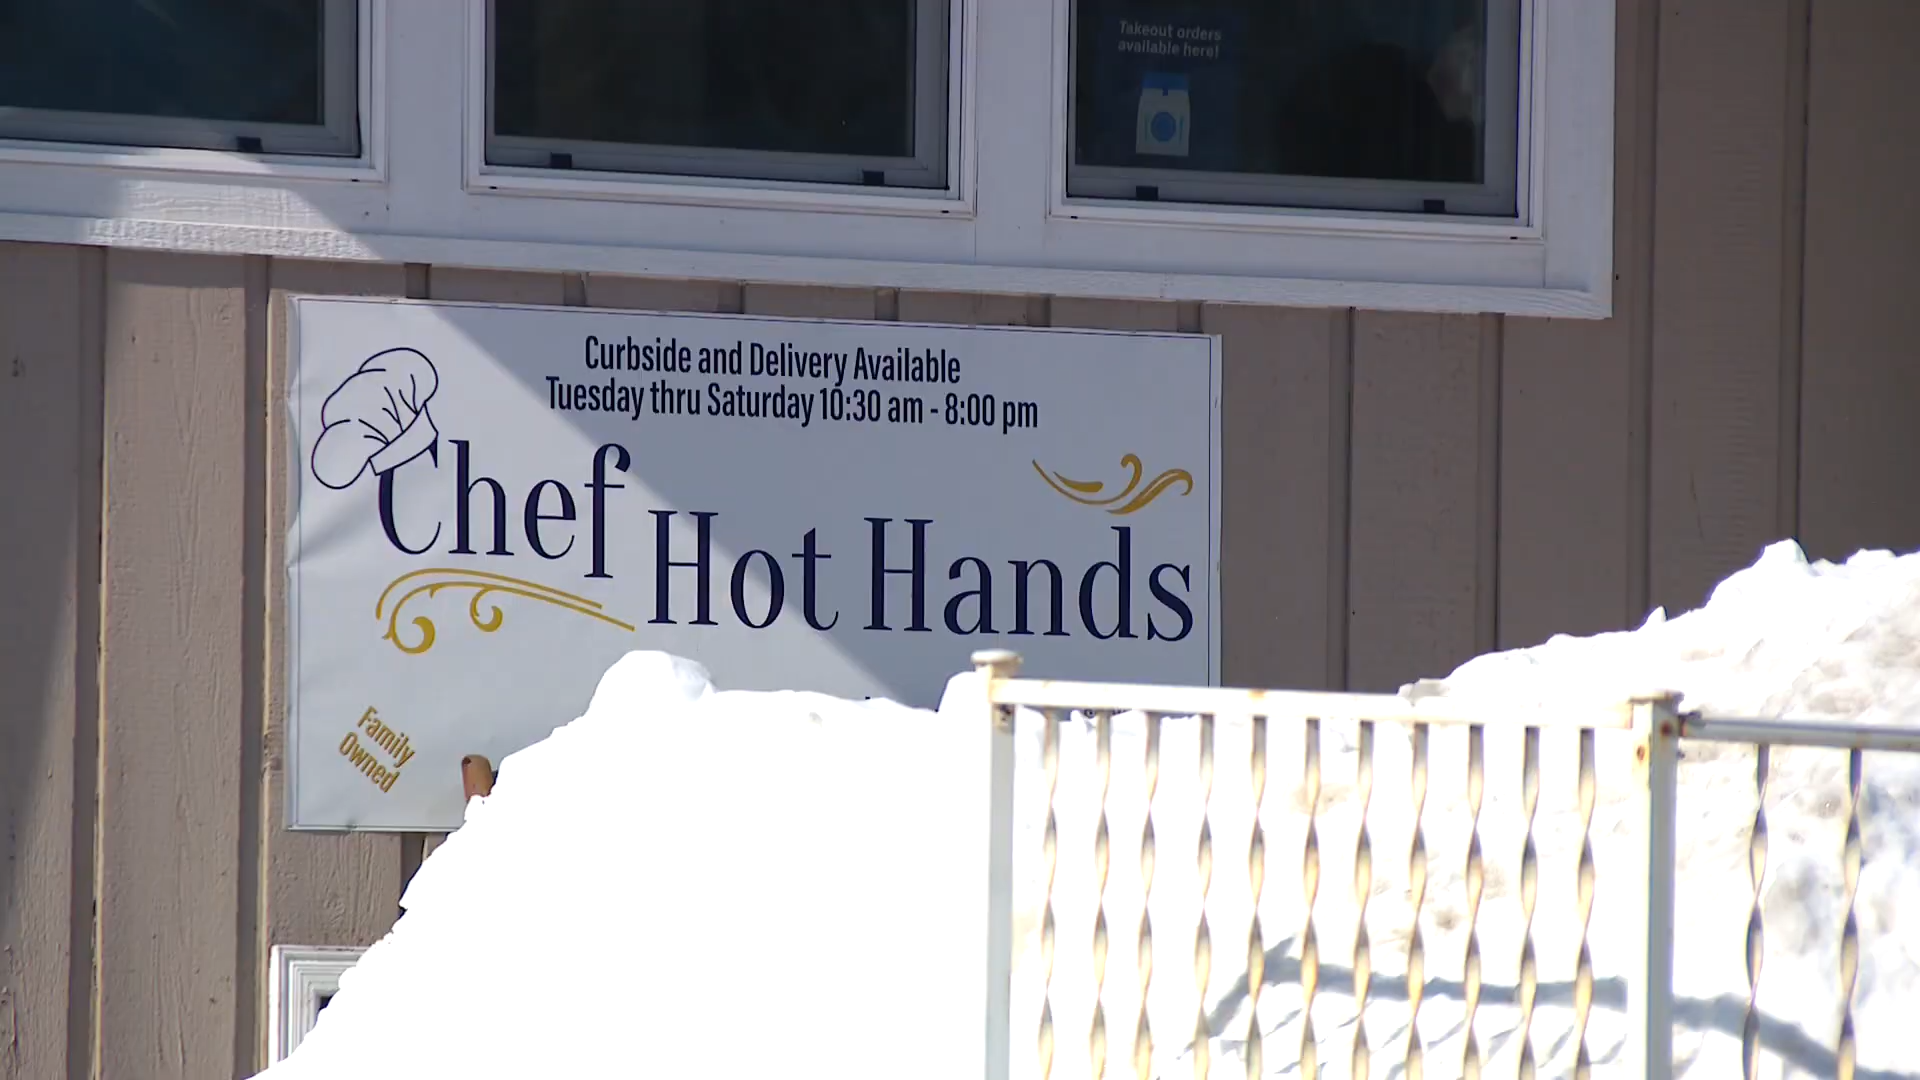 Takeout orders
available here!
Curbside and Delivery Available
Tuesday thru Saturday 10:30 am - 8:00 pm
Chef
Hot Hands
Family
Owned